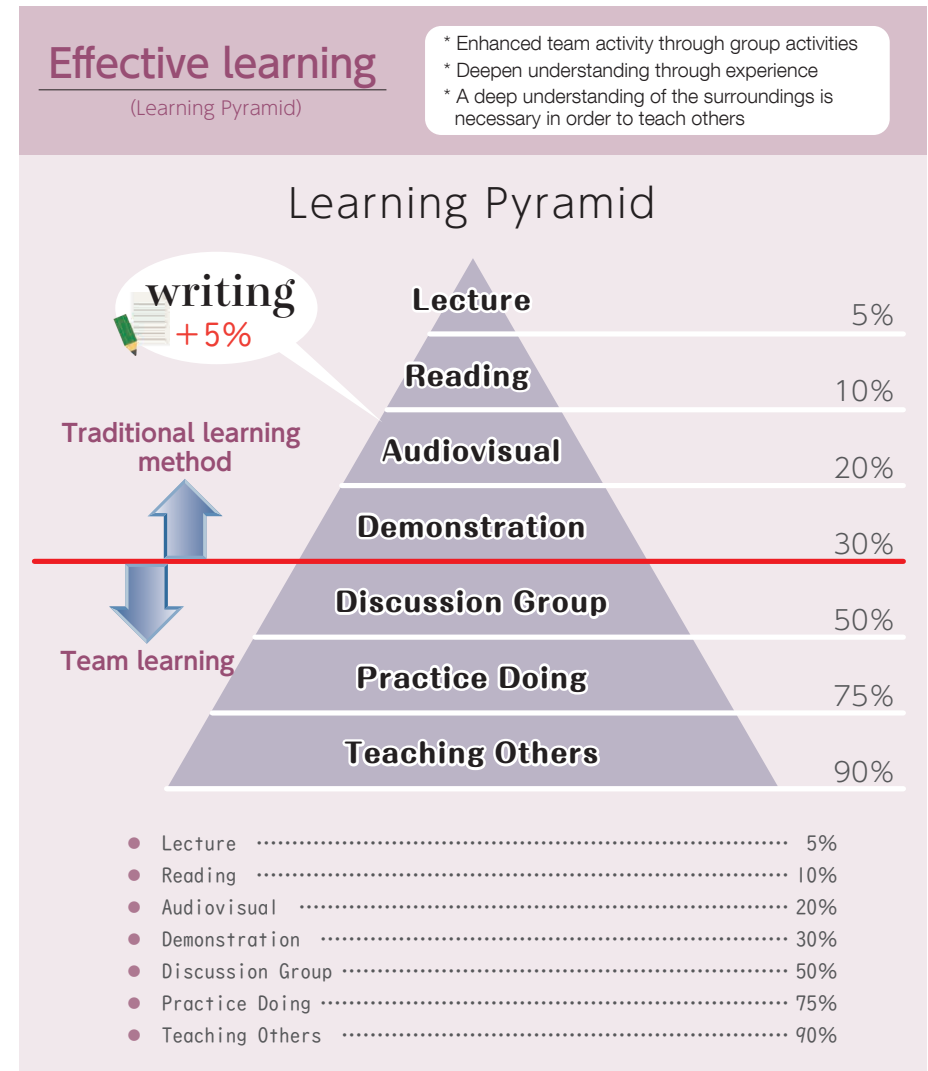 Effective learning
(Learning Pyramid)
* Enhanced team activity through group activities
* Deepen understanding through experience
* A deep understanding of the surroundings is
necessary in order to teach others
Learning Pyramid
writing
+5%
Lecture
5%
Reading
10%
Traditional learning
method
Audiovisual
20%
Demonstration
30%
Discussion Group
50%
Team learning
Practice Doing
75%
Teaching Others
90%
● Lecture ‥‥‥‥‥‥‥‥‥‥‥‥‥‥‥‥‥‥ 5%
● Reading ‥‥‥‥‥‥‥‥‥‥‥‥‥‥‥‥‥‥ 10%
● Audiovisual ‥‥‥‥‥‥‥‥‥‥‥‥‥‥‥‥ 20%
● Demonstration ‥‥‥‥‥‥‥‥‥‥‥‥‥‥‥ 30%
● Discussion Group ‥‥‥‥‥‥‥‥‥‥‥‥‥‥ 50%
● Practice Doing ‥‥‥‥‥‥‥‥‥‥‥‥‥‥‥ 75%
● Teaching Others ‥‥‥‥‥‥‥‥‥‥‥‥‥‥ 90%